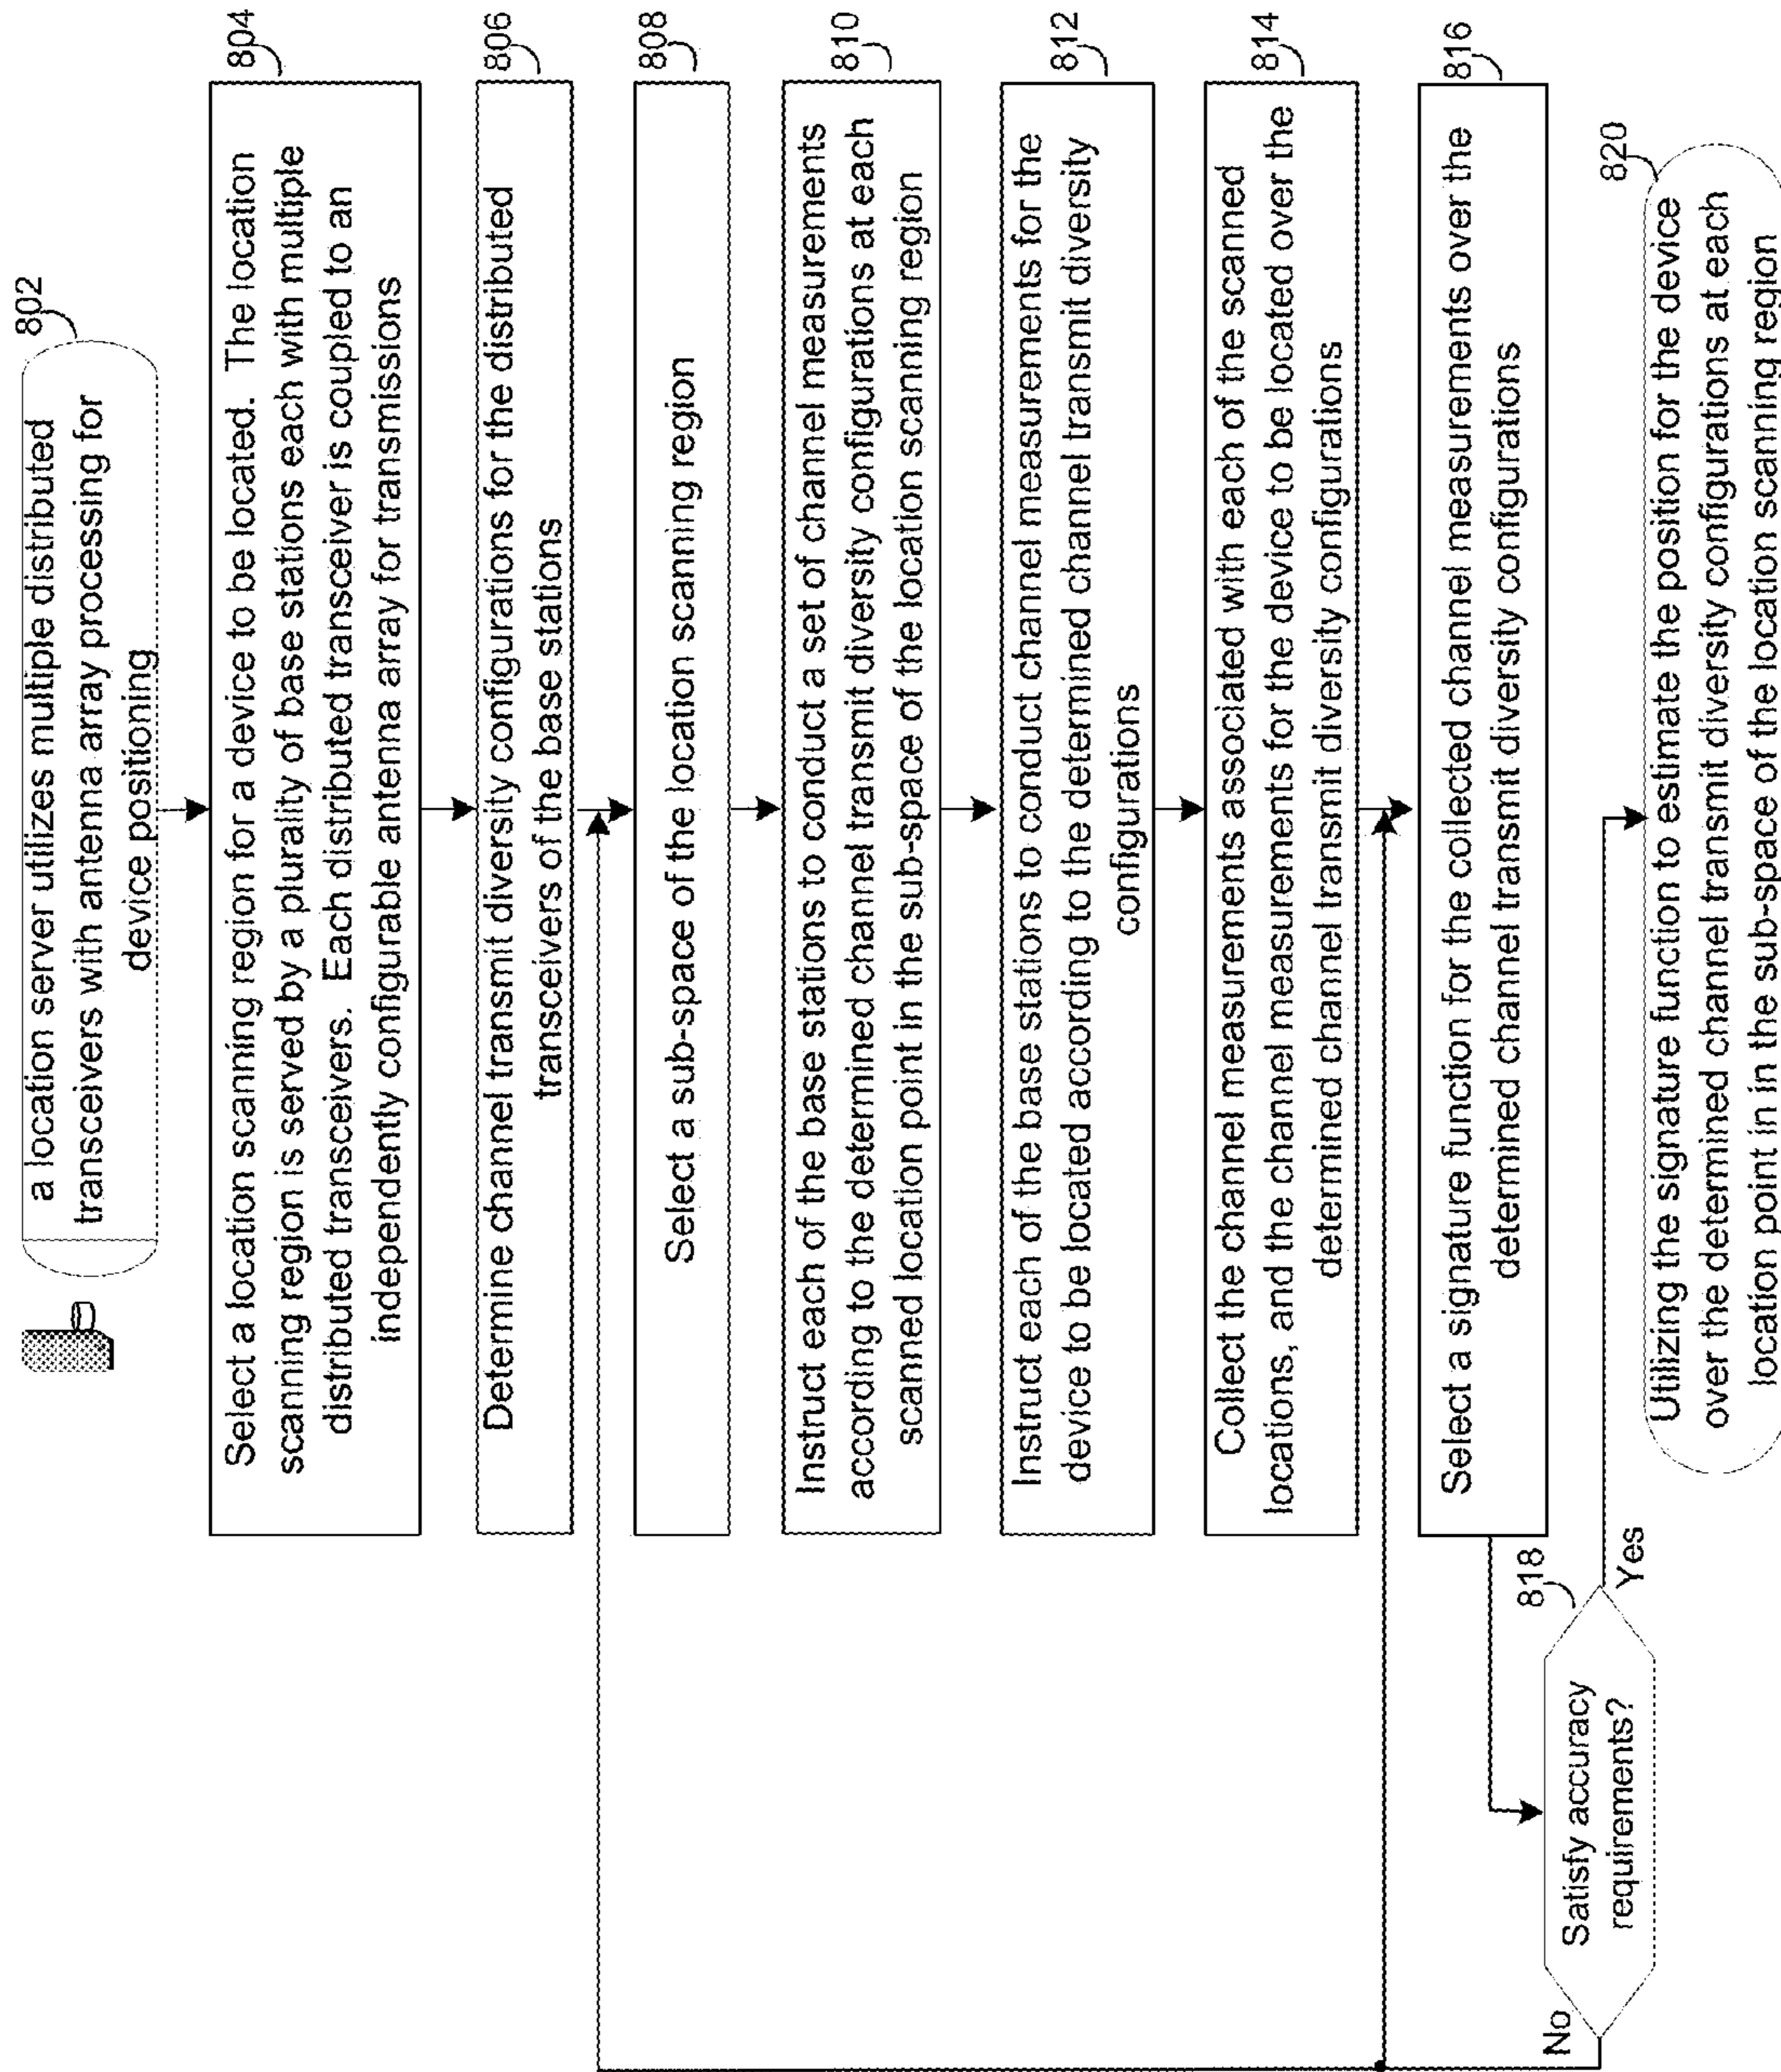 802
a location server utilizes multiple distributed
transceivers with antenna array processing for
device positioning
804
Select a location scanning region for a device to be located. The location
scanning region is served by a plurality of base stations each with multiple
distributed transceivers. Each distributed transceiver is coupled to an
independently configurable antenna array for transmissions
806
Determine channel transmit diversity configurations for the distributed
transceivers of the base stations
808
Select a sub-space of the location scanning region
810
Instruct each of the base stations to conduct a set of channel measurements
according to the determined channel transmit diversity configurations at each
scanned location point in the sub-space of the location scanning region
812
Instruct each of the base stations to conduct channel measurements for the
device to be located according to the determined channel transmit diversity
configurations
814
Collect the channel measurements associated with each of the scanned
locations, and the channel measurements for the device to be located over the
determined channel transmit diversity configurations
816
Select a signature function for the collected channel measurements over the
determined channel transmit diversity configurations
818
Satisfy accuracy
requirements?
No
Yes
820
Utilizing the signature function to estimate the position for the device
over the determined channel transmit diversity configurations at each
location point in in the sub-space of the location scanning region